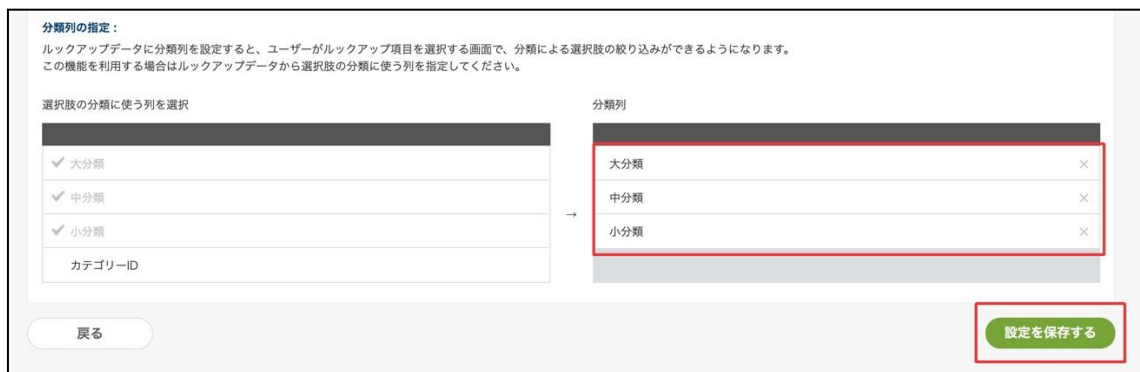 分類列の指定：
ルックアップデータに分類列を設定すると、ユーザーがルックアップ項目を選択する画面で、分類による選択肢の絞り込みができるようになります。
この機能を利用する場合はルックアップデータから選択肢の分類に使う列を指定してください。
選択肢の分類に使う列を選択
分類列
大分類
中分類
小分類
カテゴリーID
→
大分類
中分類
小分類
戻る
設定を保存する